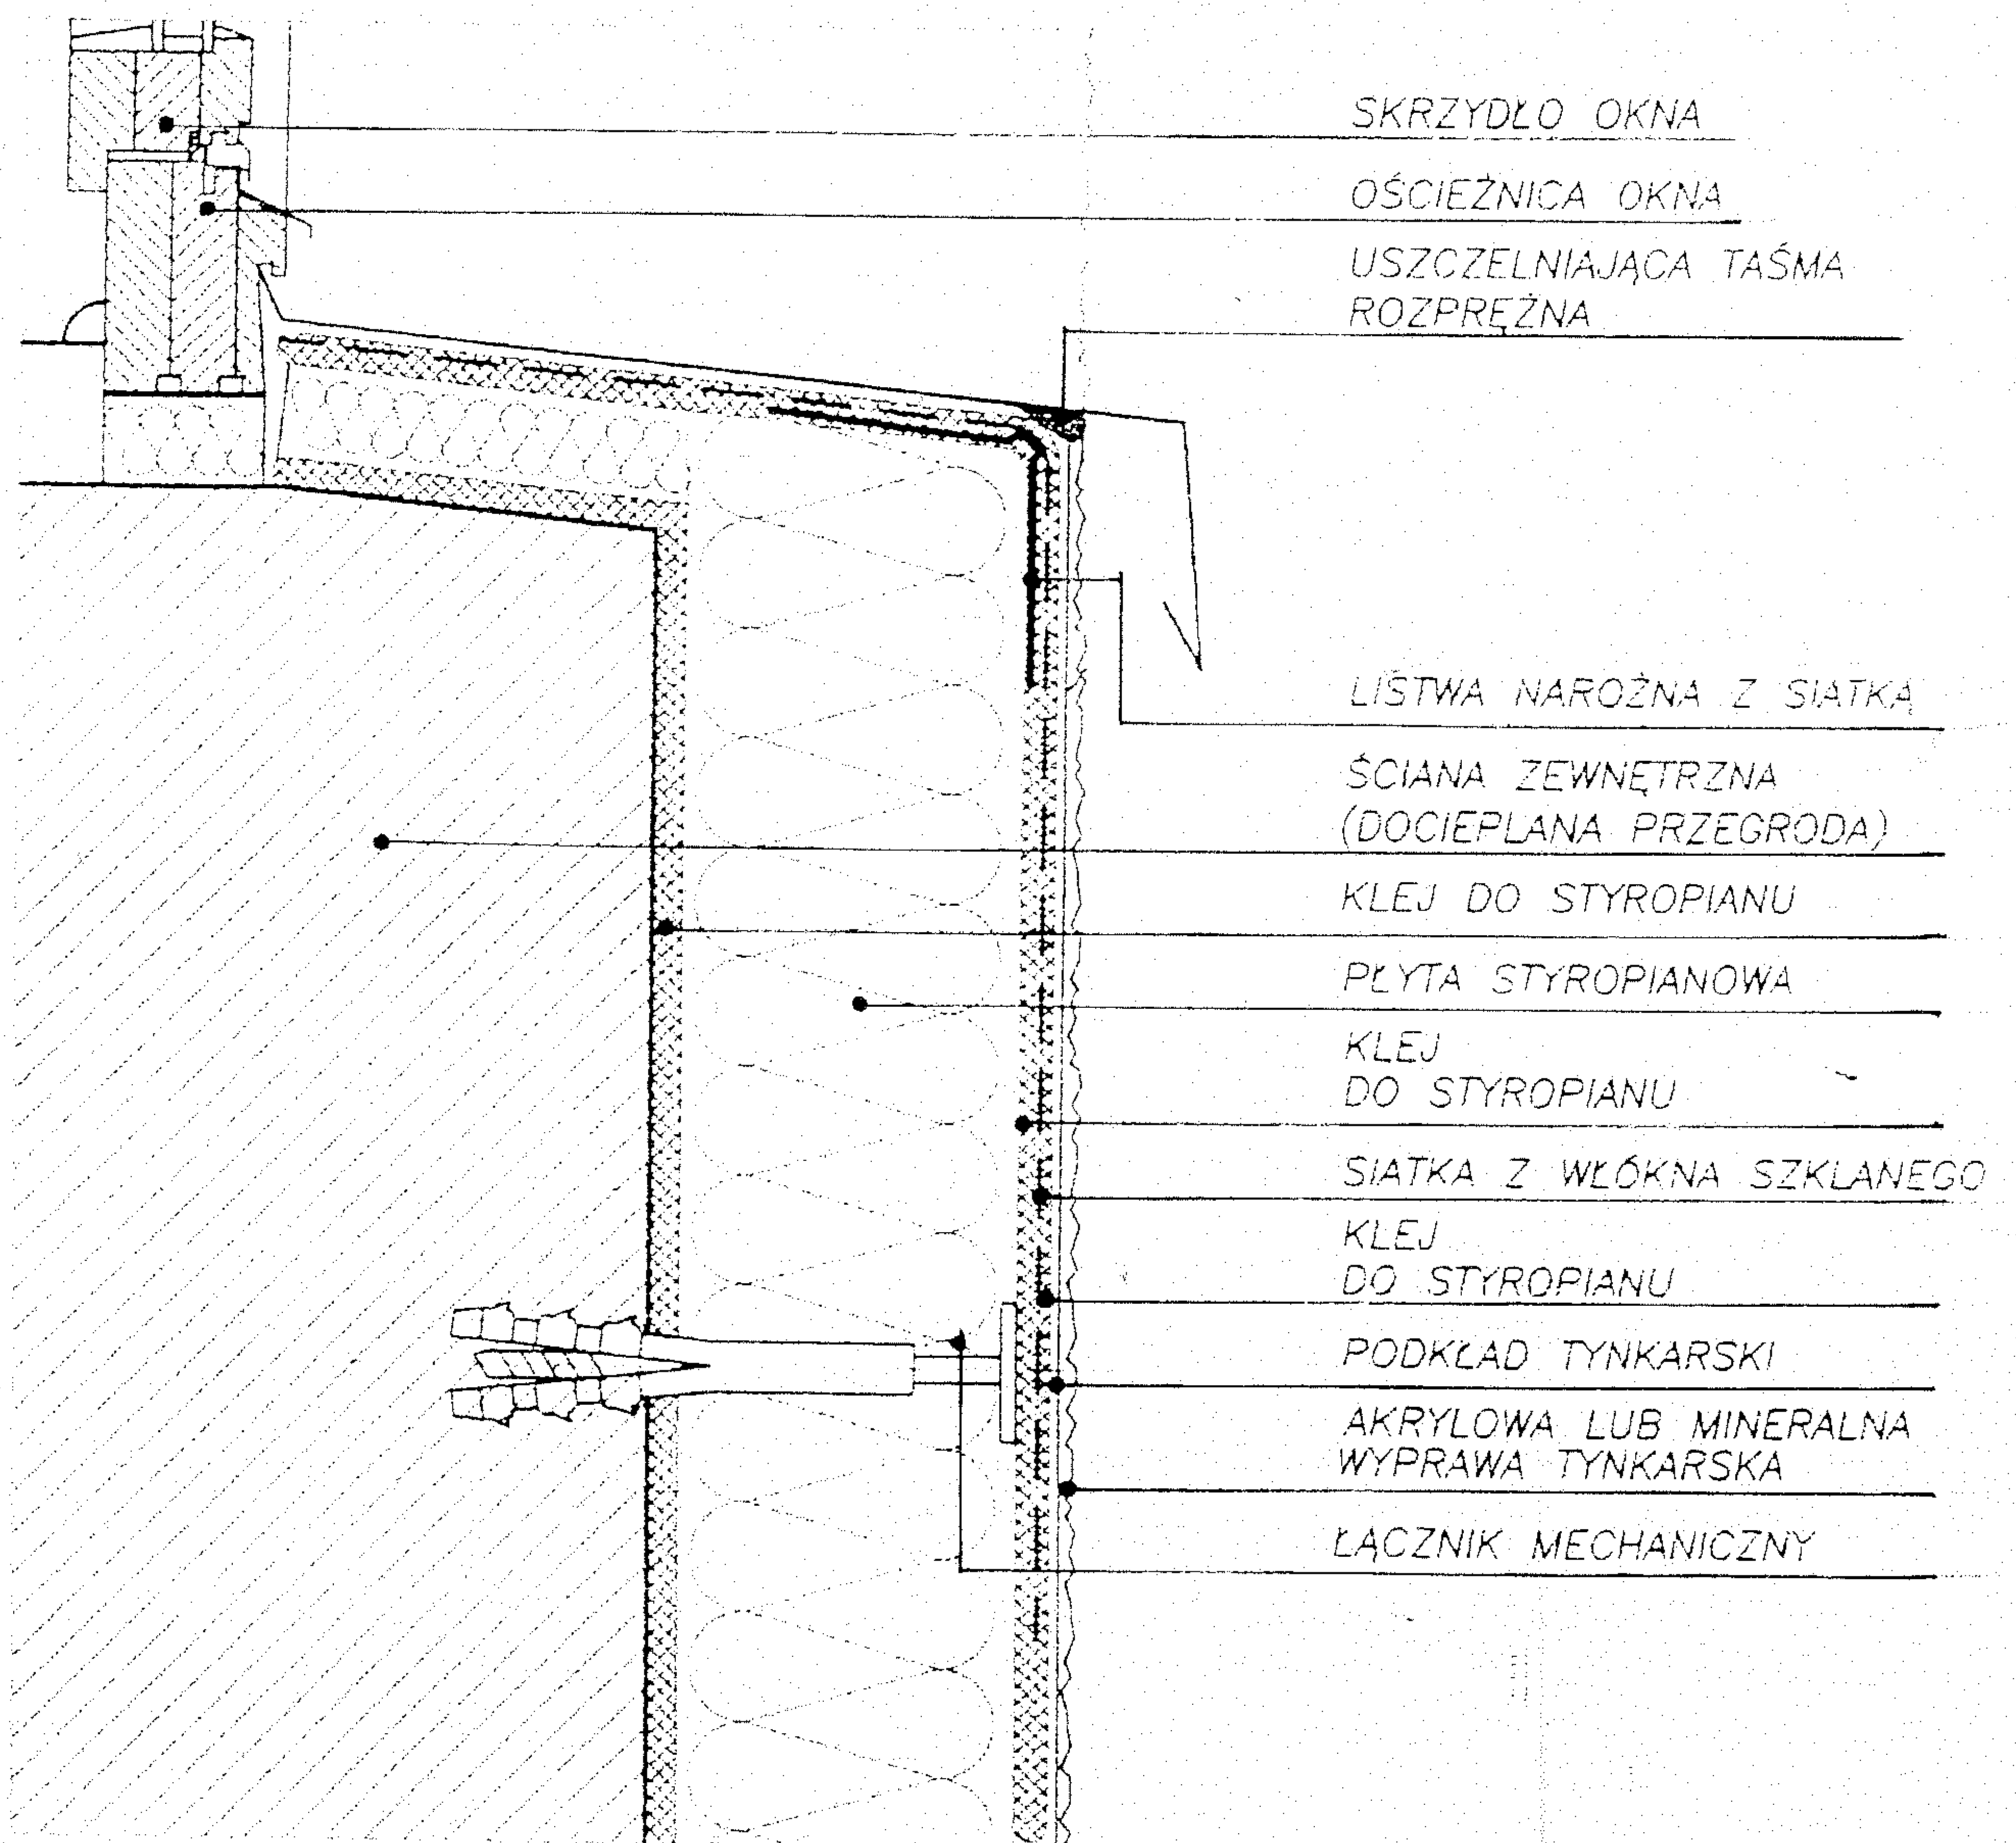 SKRZYDŁO OKNA
OŚCIEŻNICA OKNA
USZCZELNIAJĄCA TAŚMA
ROZPRĘŻNA
LISTWA NAROŻNA Z SIATKĄ
ŚCIANA ZEWNĘTRZNA
(DOCIEPLANA PRZEGRODA)
KLEJ DO STYROPIANU
PŁYTA STYROPIANOWA
KLEJ
DO STYROPIANU
SIATKA Z WŁÓKNA SZKLANEGO
KLEJ
DO STYROPIANU
PODKŁAD TYNKARSKI
AKRYLOWA LUB MINERALNA
WYPRAWA TYNKARSKA
ŁĄCZNIK MECHANICZNY